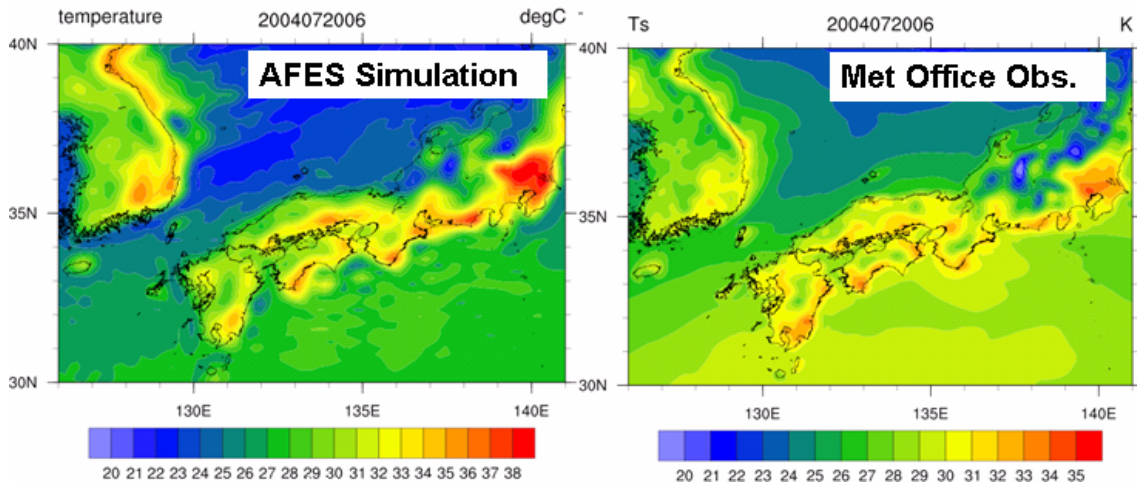 temperature 2004072006 degC
AFES Simulation
40N
35N
30N
130E 135E 140E
20 21 22 23 24 25 26 27 28 29 30 31 32 33 34 35 36 37 38
Ts 2004072006 K
Met Office Obs.
40N
35N
30N
130E 135E 140E
20 21 22 23 24 25 26 27 28 29 30 31 32 33 34 35